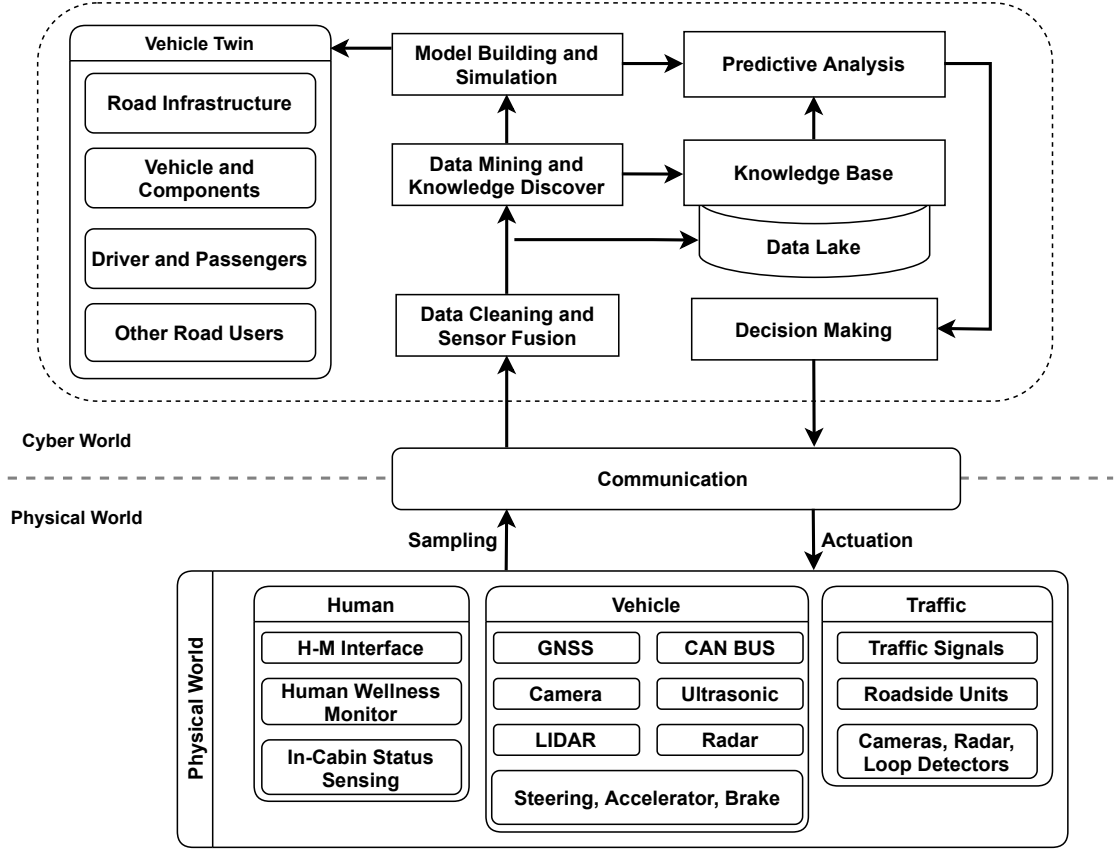 Vehicle Twin
Road Infrastructure
Vehicle and
Components
Driver and Passengers
Other Road Users
Model Building and
Simulation
Predictive Analysis
Data Mining and
Knowledge Discover
Knowledge Base
Data Lake
Data Cleaning and
Sensor Fusion
Decision Making
Cyber World
Communication
Physical World
Sampling
Actuation
Physical World
Human
H-M Interface
Human Wellness
Monitor
In-Cabin Status
Sensing
Vehicle
GNSS
CAN BUS
Camera
Ultrasonic
LIDAR
Radar
Steering, Accelerator, Brake
Traffic
Traffic Signals
Roadside Units
Cameras, Radar,
Loop Detectors